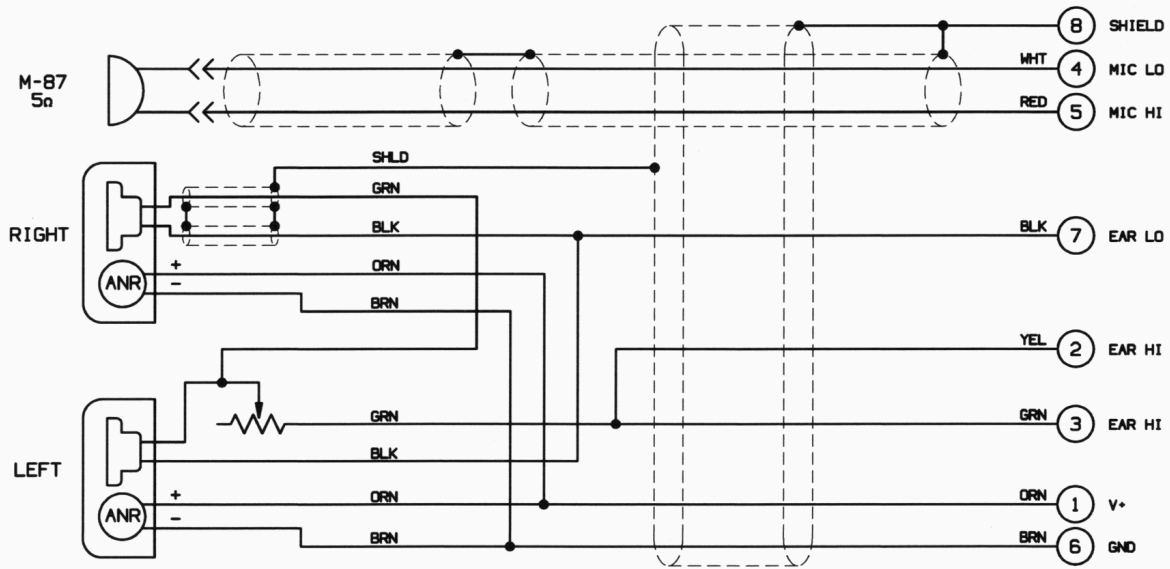 8 SHIELD
WHT 4 MIC LO
M-87
5Ω
RED 5 MIC HI
SHLD
GRN
RIGHT
BLK BLK 7 EAR LO
+ ORN
ANR
- BRN
YEL 2 EAR HI
GRN GRN 3 EAR HI
BLK
LEFT
+ ORN ORN 1 V+
ANR
- BRN BRN 6 GND